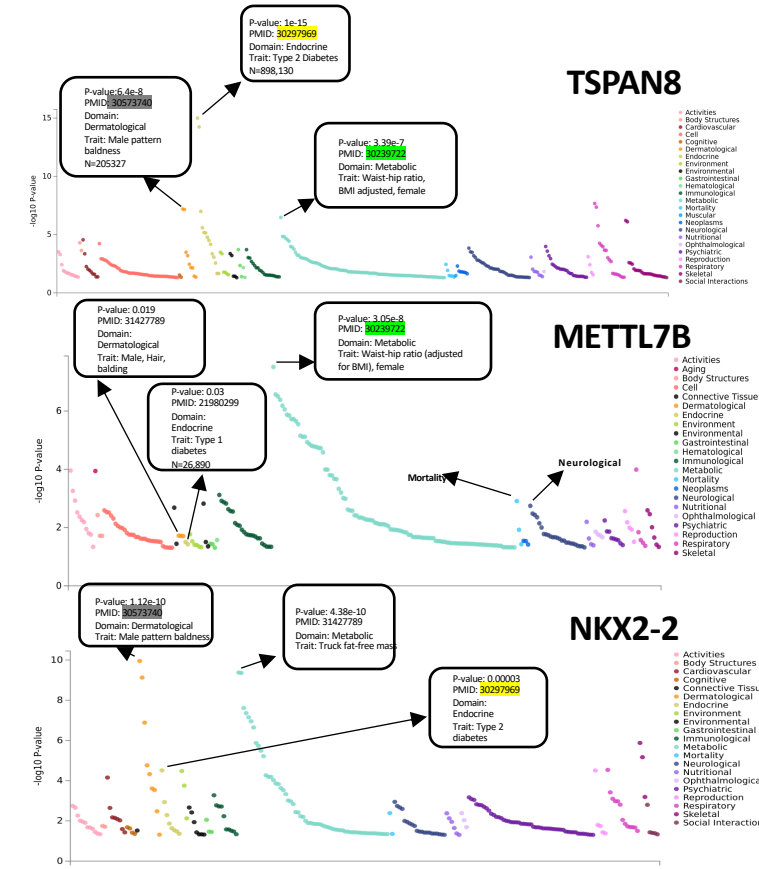 P-value: 1e-15
PMID: 30297969
Domain: Endocrine
Trait: Type 2 Diabetes
N=898,130
TSPAN8
P-value:6.4e-8
PMID: 30573740
Domain:
Dermatological
Trait: Male pattern
baldness
N=205327
P-value: 3.39e-7
PMID: 30239722
Domain: Metabolic
Trait: Waist-hip ratio,
BMI adjusted, female
-log10 P-value
15
10
5
0
Activities
Body Structures
Cardiovascular
Cell
Cognitive
Dermatological
Endocrine
Environment
Environmental
Gastrointestinal
Hematological
Immunological
Metabolic
Mortality
Muscular
Neoplasms
Neurological
Nutritional
Ophthalmological
Psychiatric
Reproduction
Respiratory
Skeletal
Social Interactions
P-value: 0.019
PMID: 31427789
Domain:
Dermatological
Trait: Male, Hair,
balding
P-value: 3.05e-8
PMID: 30239722
Domain: Metabolic
Trait: Waist-hip ratio (adjusted
for BMI), female
METTL7B
P-value: 0.03
PMID: 21980299
Domain:
Endocrine
Trait: Type 1
diabetes
N=26,890
Mortality
Neurological
-log10 P-value
6
4
2
0
Activities
Aging
Body Structures
Cell
Connective Tissue
Dermatological
Endocrine
Environment
Environmental
Gastrointestinal
Hematological
Immunological
Metabolic
Mortality
Neoplasms
Neurological
Nutritional
Ophthalmological
Psychiatric
Reproduction
Respiratory
Skeletal
P-value: 1.12e-10
PMID: 30573740
Domain: Dermatological
Trait: Male pattern baldness
P-value: 4.38e-10
PMID: 31427789
Domain: Metabolic
Trait: Truck fat-free mass
NKX2-2
P-value: 0.00003
PMID: 30297969
Domain:
Endocrine
Trait: Type 2
diabetes
-log10 P-value
10
8
6
4
2
0
Activities
Body Structures
Cardiovascular
Cognitive
Connective Tissu
Dermatological
Endocrine
Environment
Environmental
Gastrointestinal
Immunological
Metabolic
Mortality
Neurological
Nutritional
Ophthalmologica
Psychiatric
Reproduction
Respiratory
Skeletal
Social Interaction